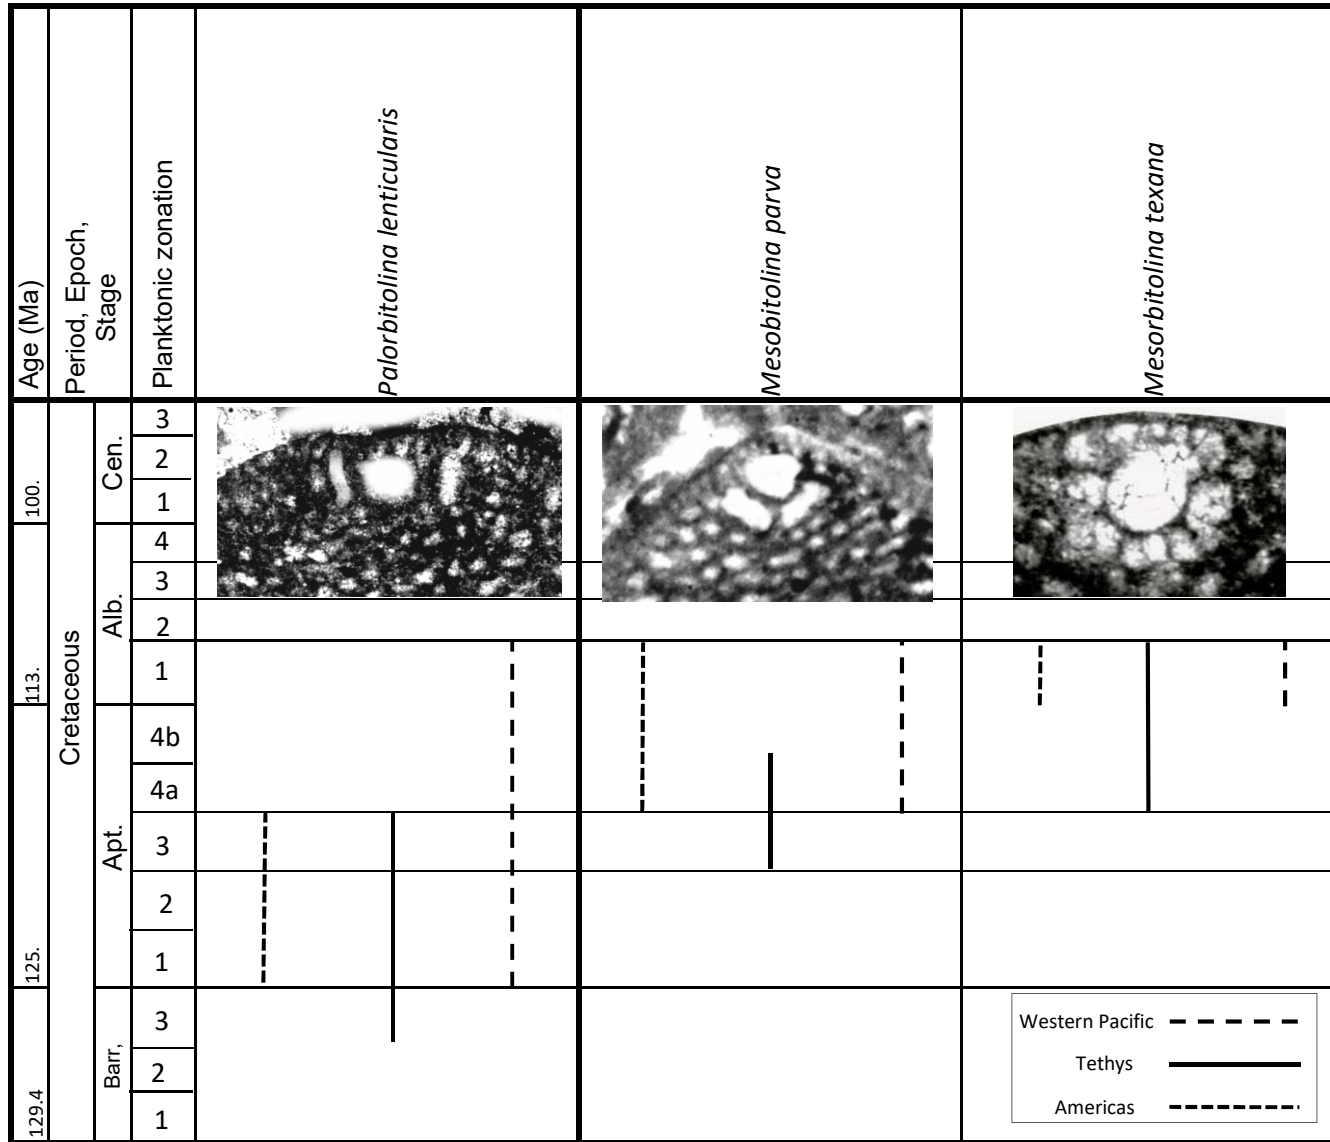 Age (Ma)
Period, Epoch,
Stage
Planktonic zonation
Palorbitolina lenticularis
Mesobitolina parva
Mesorbitolina texana
100.
113.
125.
129.4
Cretaceous
Cen.
3
2
1
Alb.
4
3
2
1
Apt.
4b
4a
3
2
1
Barr,
3
2
1
Western Pacific
Tethys
Americas